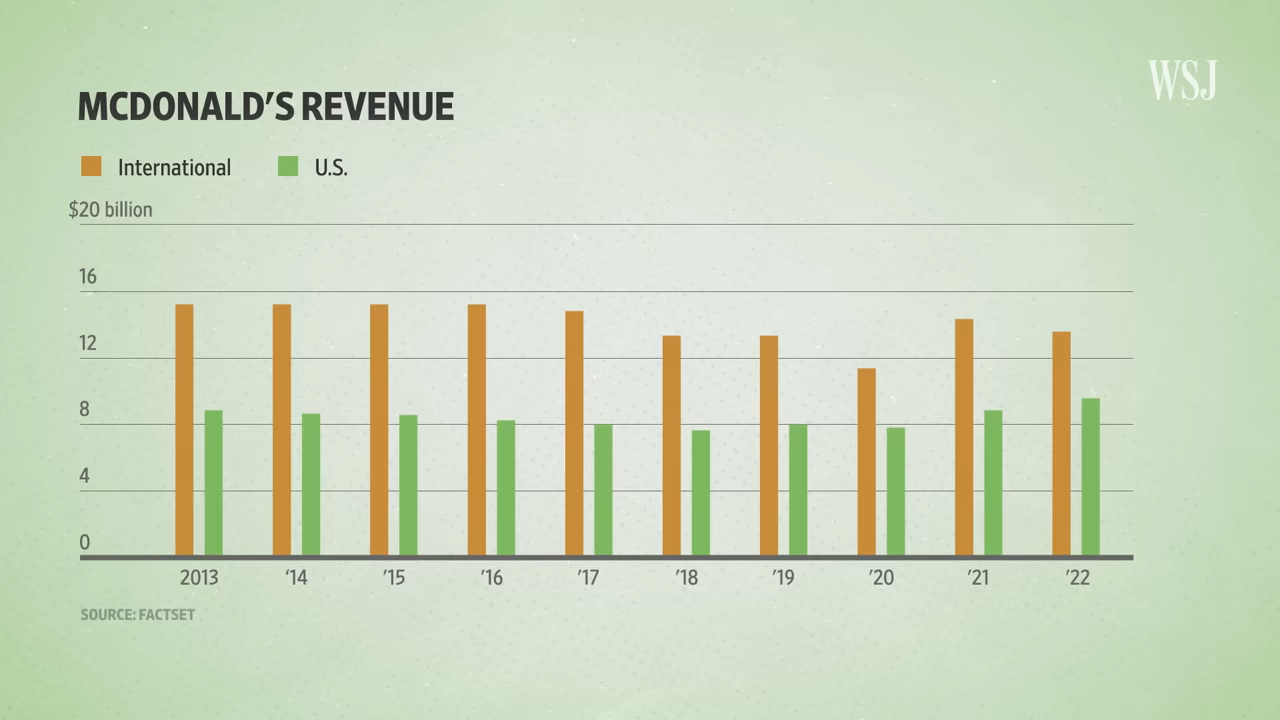 WSJ
MCDONALD’S REVENUE
International U.S.
$20 billion
16
12
8
4
0
2013 ’14 ’15 ’16 ’17 ’18 ’19 ’20 ’21 ’22
SOURCE: FACTSET